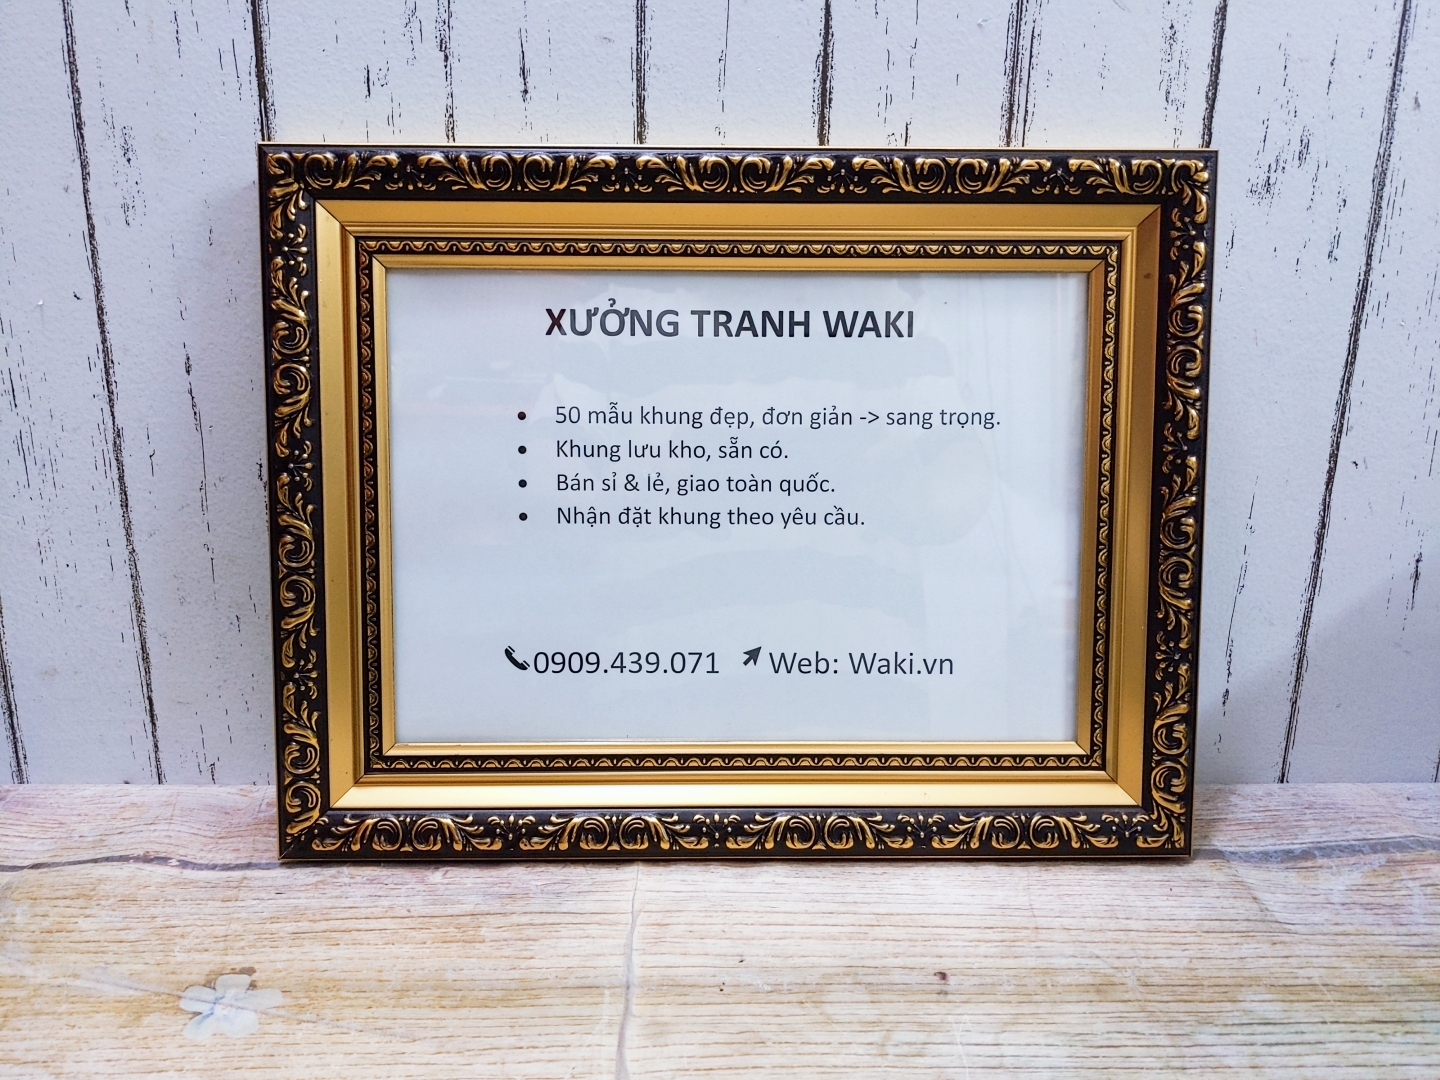 XƯỞNG TRANH WAKI
• 50 mẫu khung đẹp, đơn giản -> sang trọng.
• Khung lưu kho, sẵn có.
• Bán sỉ & lẻ, giao toàn quốc.
• Nhận đặt khung theo yêu cầu.
0909.439.071 Web: Waki.vn